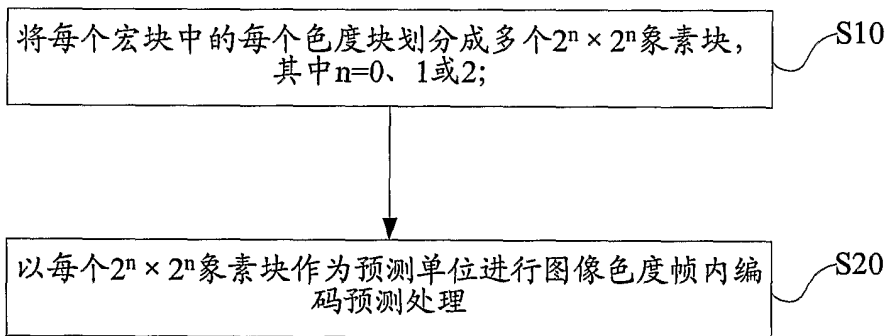 将每个宏块中的每个色度块划分成多个2ⁿ × 2ⁿ象素块，
其中n=0、1或2;
S10
以每个2ⁿ × 2ⁿ象素块作为预测单位进行图像色度帧内编
码预测处理
S20